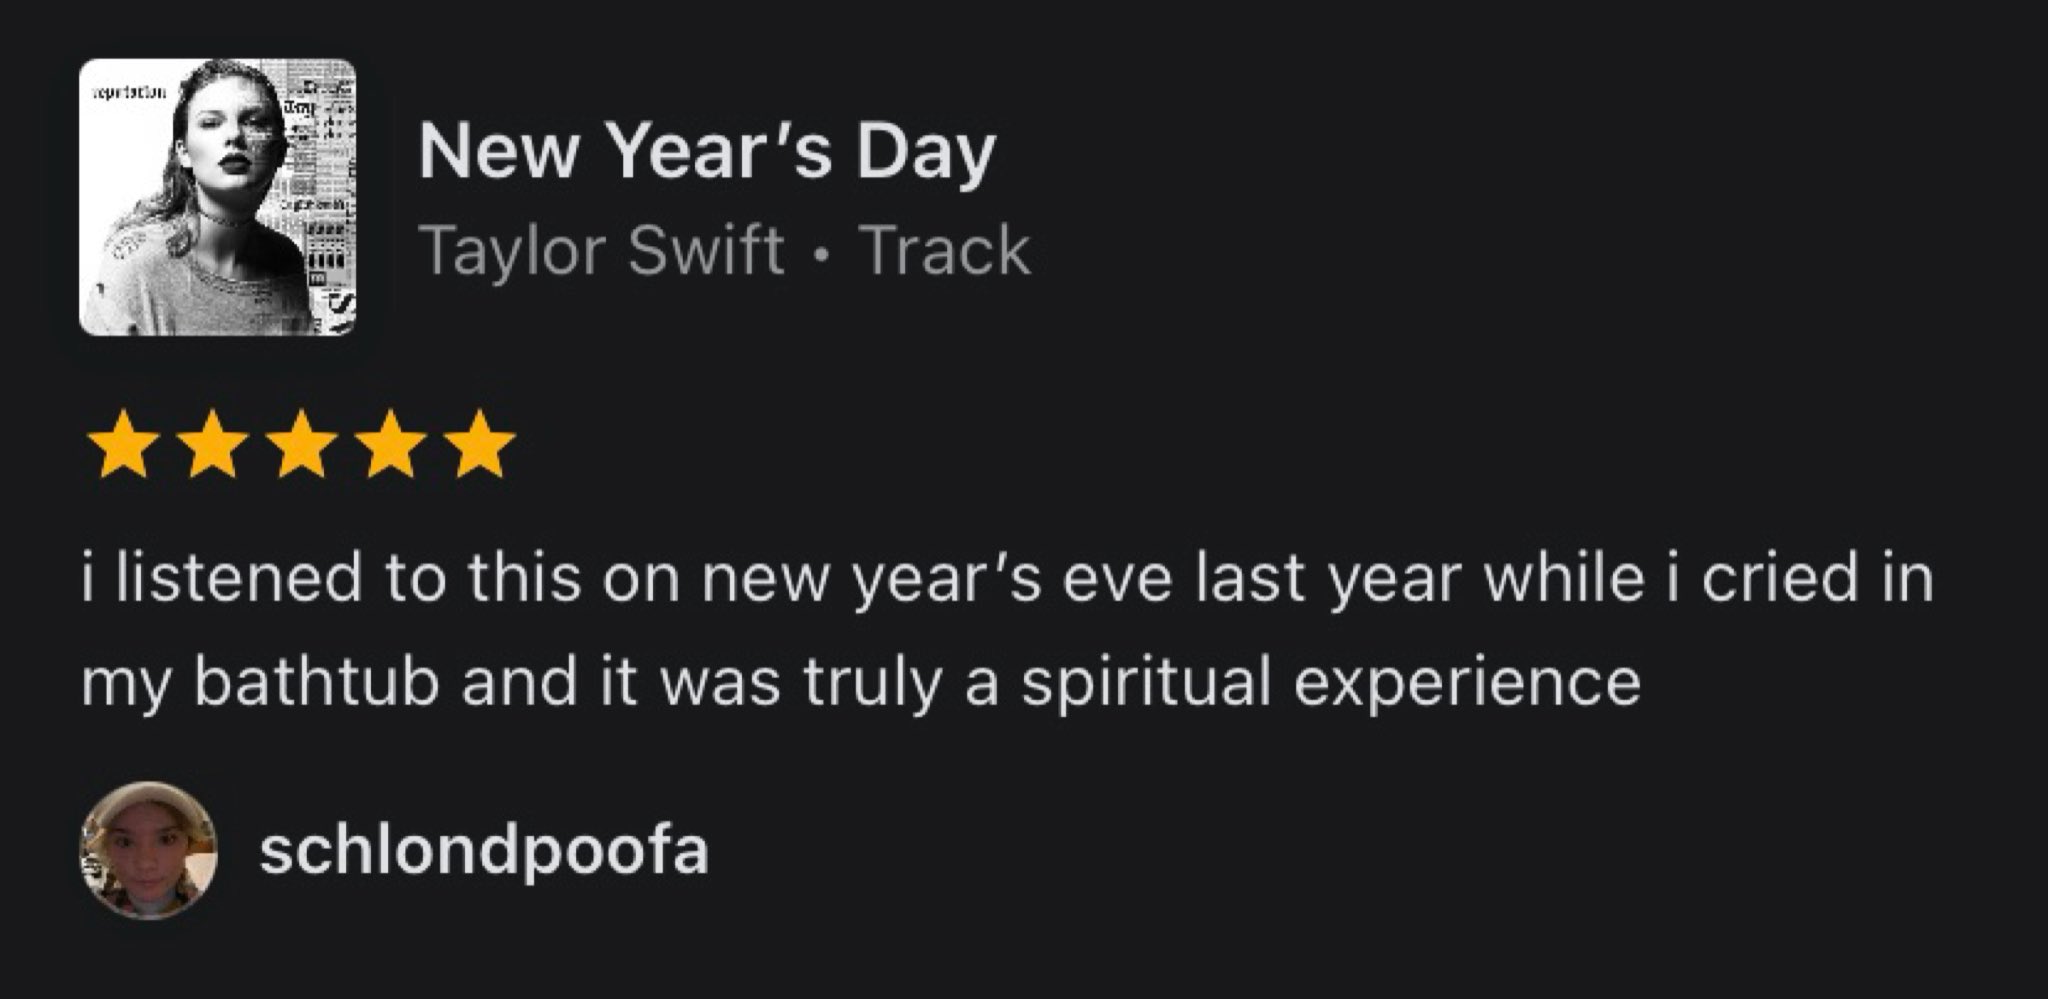 reputation
New Year’s Day
Taylor Swift • Track
i listened to this on new year’s eve last year while i cried in
my bathtub and it was truly a spiritual experience
schlondpoofa